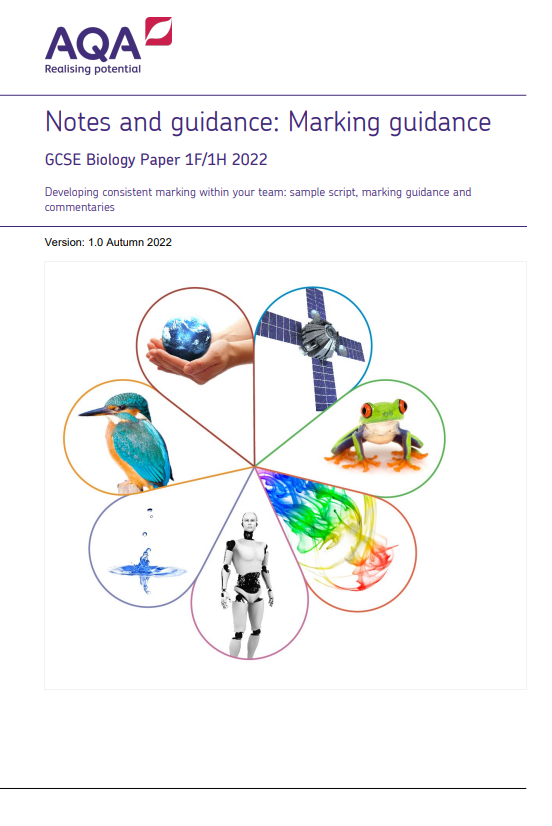 AQA
Realising potential
Notes and guidance: Marking guidance
GCSE Biology Paper 1F/1H 2022
Developing consistent marking within your team: sample script, marking guidance and
commentaries
Version: 1.0 Autumn 2022